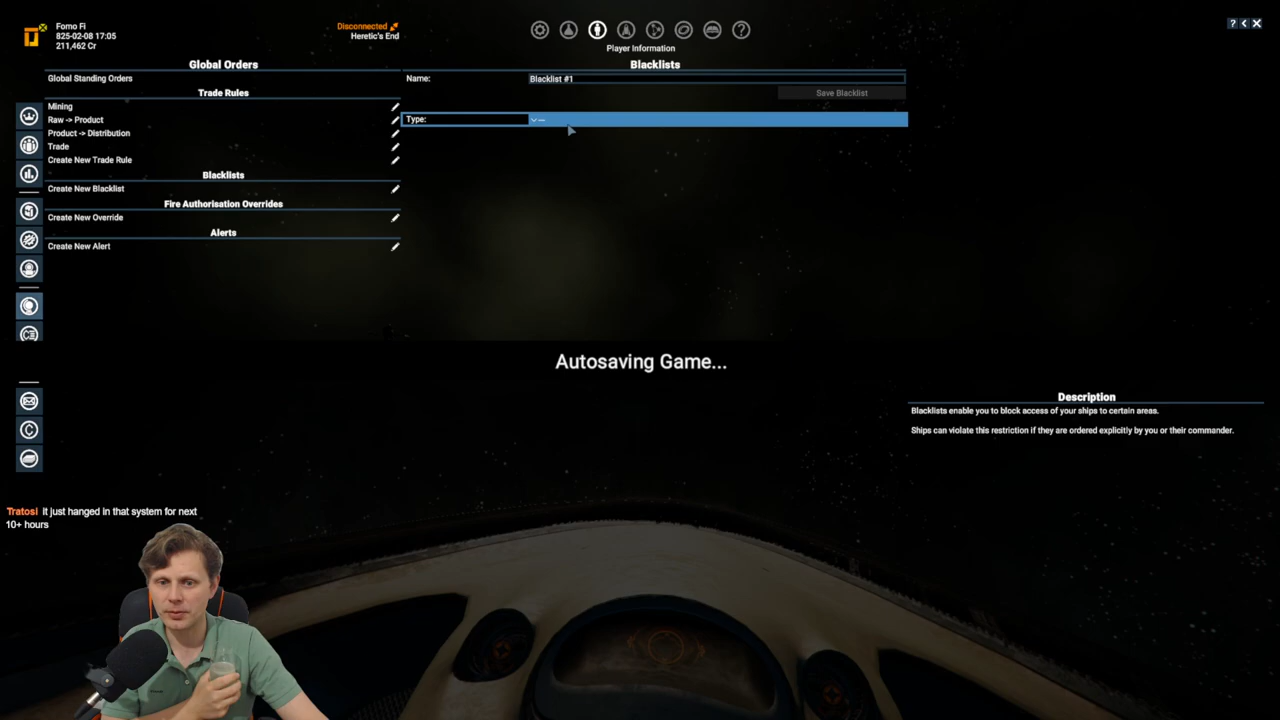 Fomo Fi
825-02-08 17:05
211,462 Cr
Disconnected
Heretic's End
Player Information
? < X
Global Orders
Global Standing Orders
Trade Rules
Mining
Raw -> Product
Product -> Distribution
Trade
Create New Trade Rule
Blacklists
Create New Blacklist
Fire Authorisation Overrides
Create New Override
Alerts
Create New Alert
Blacklists
Name: Blacklist #1
Save Blacklist
Type: --
Autosaving Game...
Description
Blacklists enable you to block access of your ships to certain areas.
Ships can violate this restriction if they are ordered explicitly by you or their commander.
Tratosi It just hanged in that system for next
10+ hours